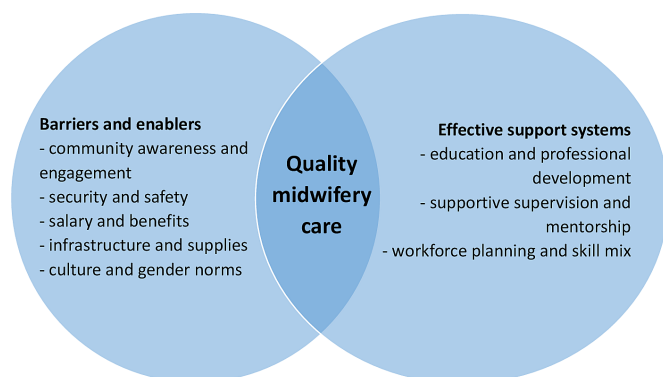 Barriers and enablers
- community awareness and
engagement
- security and safety
- salary and benefits
- infrastructure and supplies
- culture and gender norms
Quality
midwifery
care
Effective support systems
- education and professional
development
- supportive supervision and
mentorship
- workforce planning and skill mix